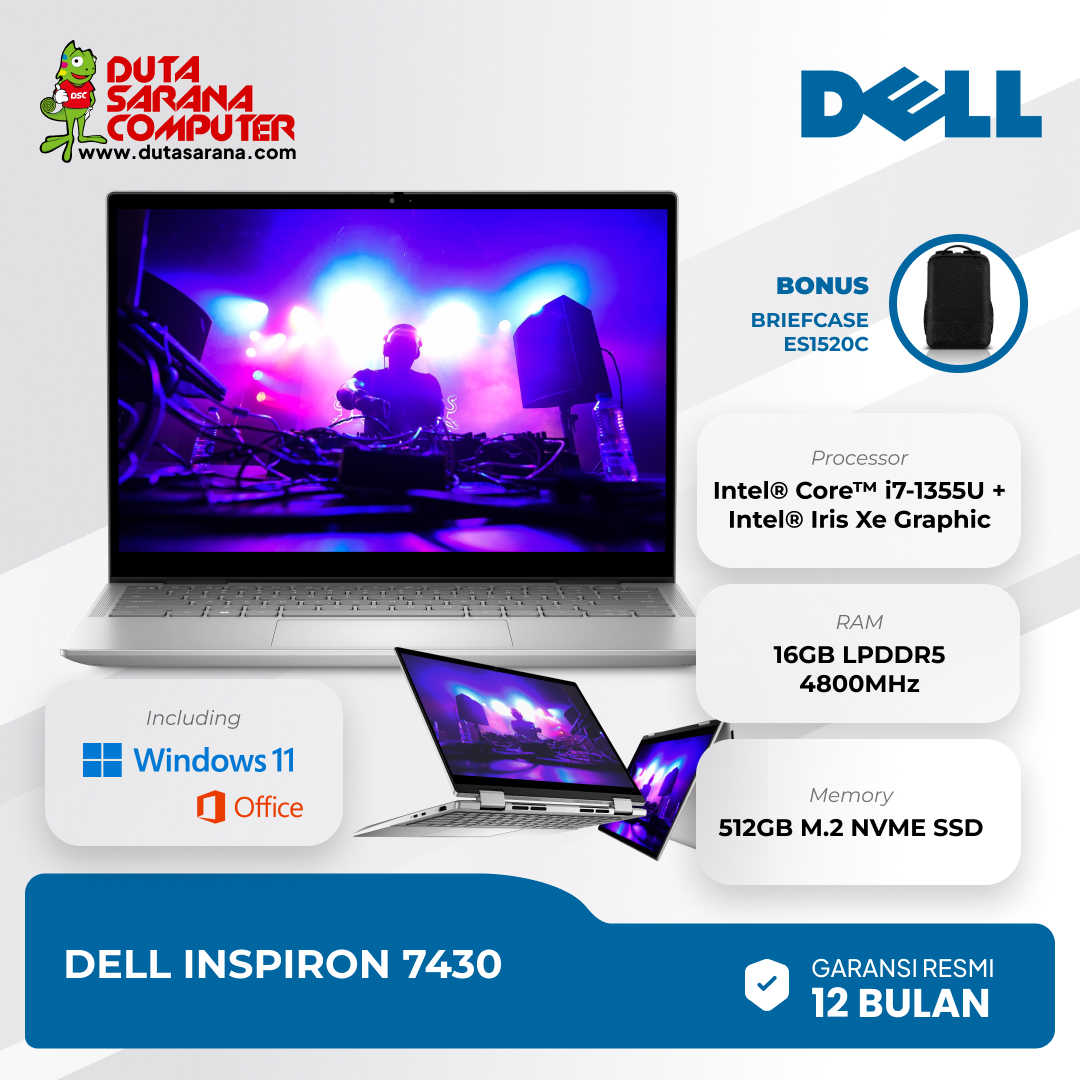 DSC
DUTA
SARANA
COMPUTER
www.dutasarana.com
DELL
BONUS
BRIEFCASE
ES1520C
Processor
Intel® Core™ i7-1355U +
Intel® Iris Xe Graphic
RAM
16GB LPDDR5
4800MHz
Including
Windows 11
Office
Memory
512GB M.2 NVME SSD
DELL INSPIRON 7430
GARANSI RESMI
12 BULAN